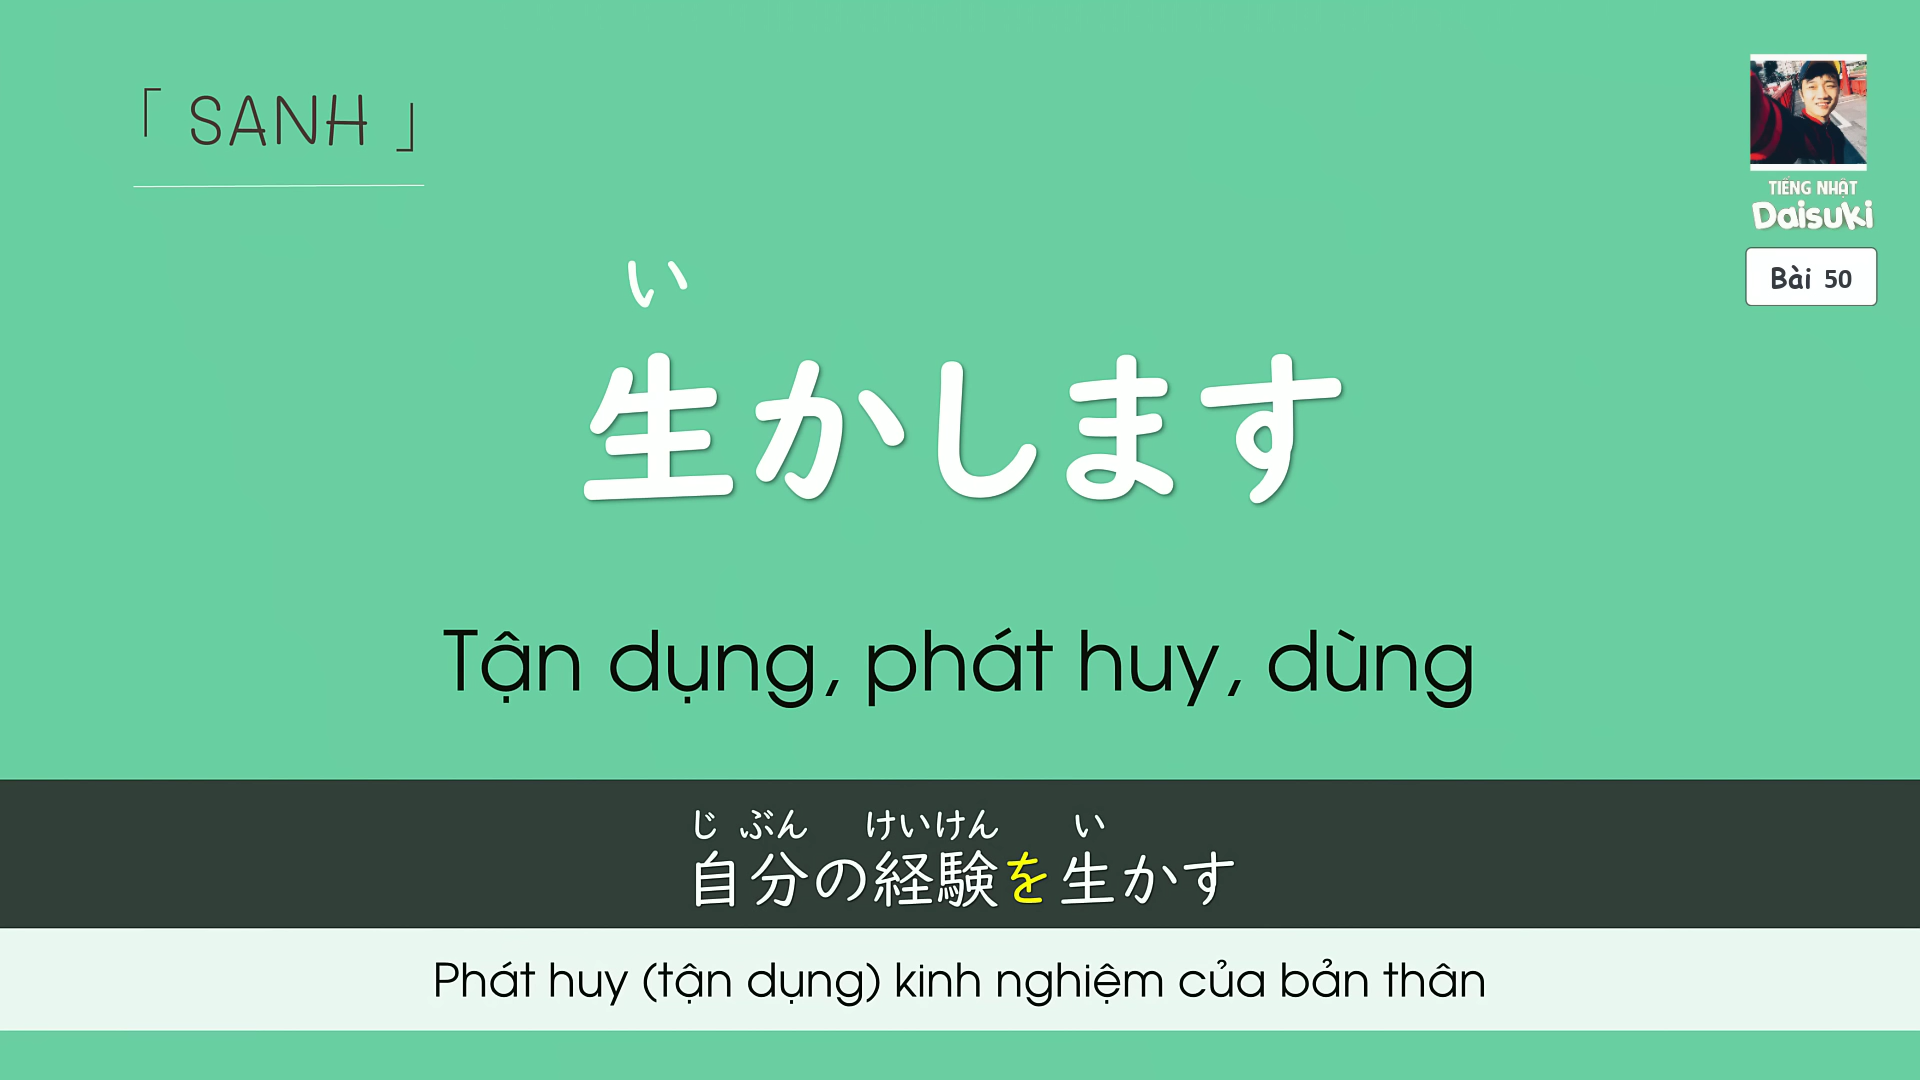 「 SANH 」
TIẾNG NHẬT
Daisuki
Bài 50
い
生かします
Tận dụng, phát huy, dùng
じ ぶん けいけん い
自分の経験を生かす
Phát huy (tận dụng) kinh nghiệm của bản thân